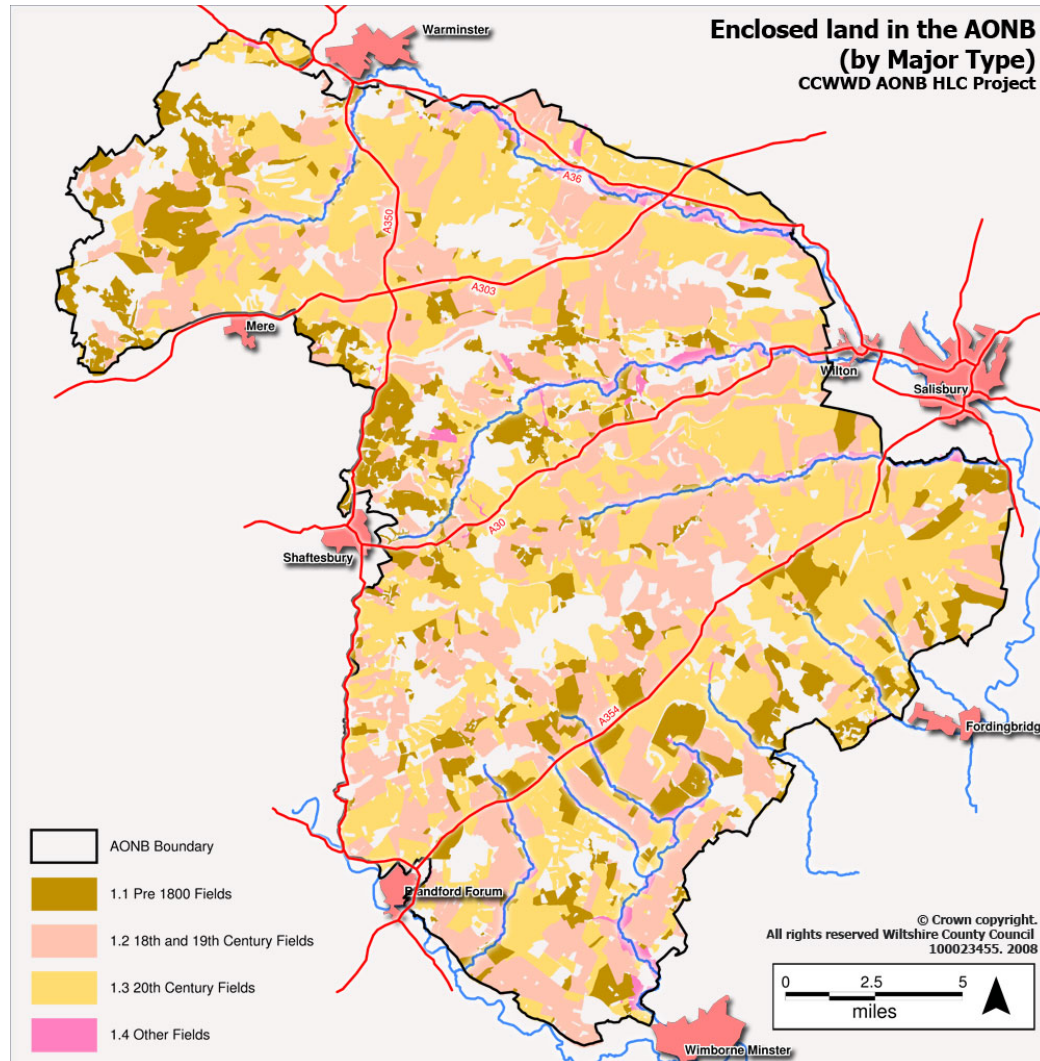 Enclosed land in the AONB
(by Major Type)
CCWWD AONB HLC Project
Warminster
A36
A350
A303
Mere
Wilton
Salisbury
A30
Shaftesbury
A354
Fordingbridge
Blandford Forum
Wimborne Minster
AONB Boundary
1.1 Pre 1800 Fields
1.2 18th and 19th Century Fields
1.3 20th Century Fields
1.4 Other Fields
© Crown copyright.
All rights reserved Wiltshire County Council
100023455. 2008
0 2.5 5
miles